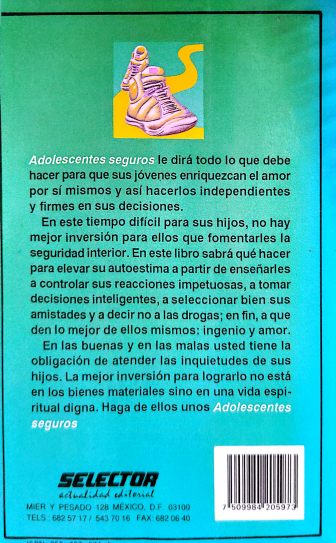 Adolescentes seguros le dirá todo lo que debe
hacer para que sus jóvenes enriquezcan el amor
por sí mismos y así hacerlos independientes
y firmes en sus decisiones.
En este tiempo difícil para sus hijos, no hay
mejor inversión para ellos que fomentarles la
seguridad interior. En este libro sabrá qué hacer
para elevar su autoestima a partir de enseñarles
a controlar sus reacciones impetuosas, a tomar
decisiones inteligentes, a seleccionar bien sus
amistades y a decir no a las drogas; en fin, a que
den lo mejor de ellos mismos: ingenio y amor.
En las buenas y en las malas usted tiene la
obligación de atender las inquietudes de sus
hijos. La mejor inversión para lograrlo no está
en los bienes materiales sino en una vida espi-
ritual digna. Haga de ellos unos Adolescentes
seguros
SELECTOR
actualidad editorial
MIER Y PESADO 128 MÉXICO, D.F. 03100
TELS.: 682 57 17/ 543 70 16 FAX: 682 06 40
7 509984 205973